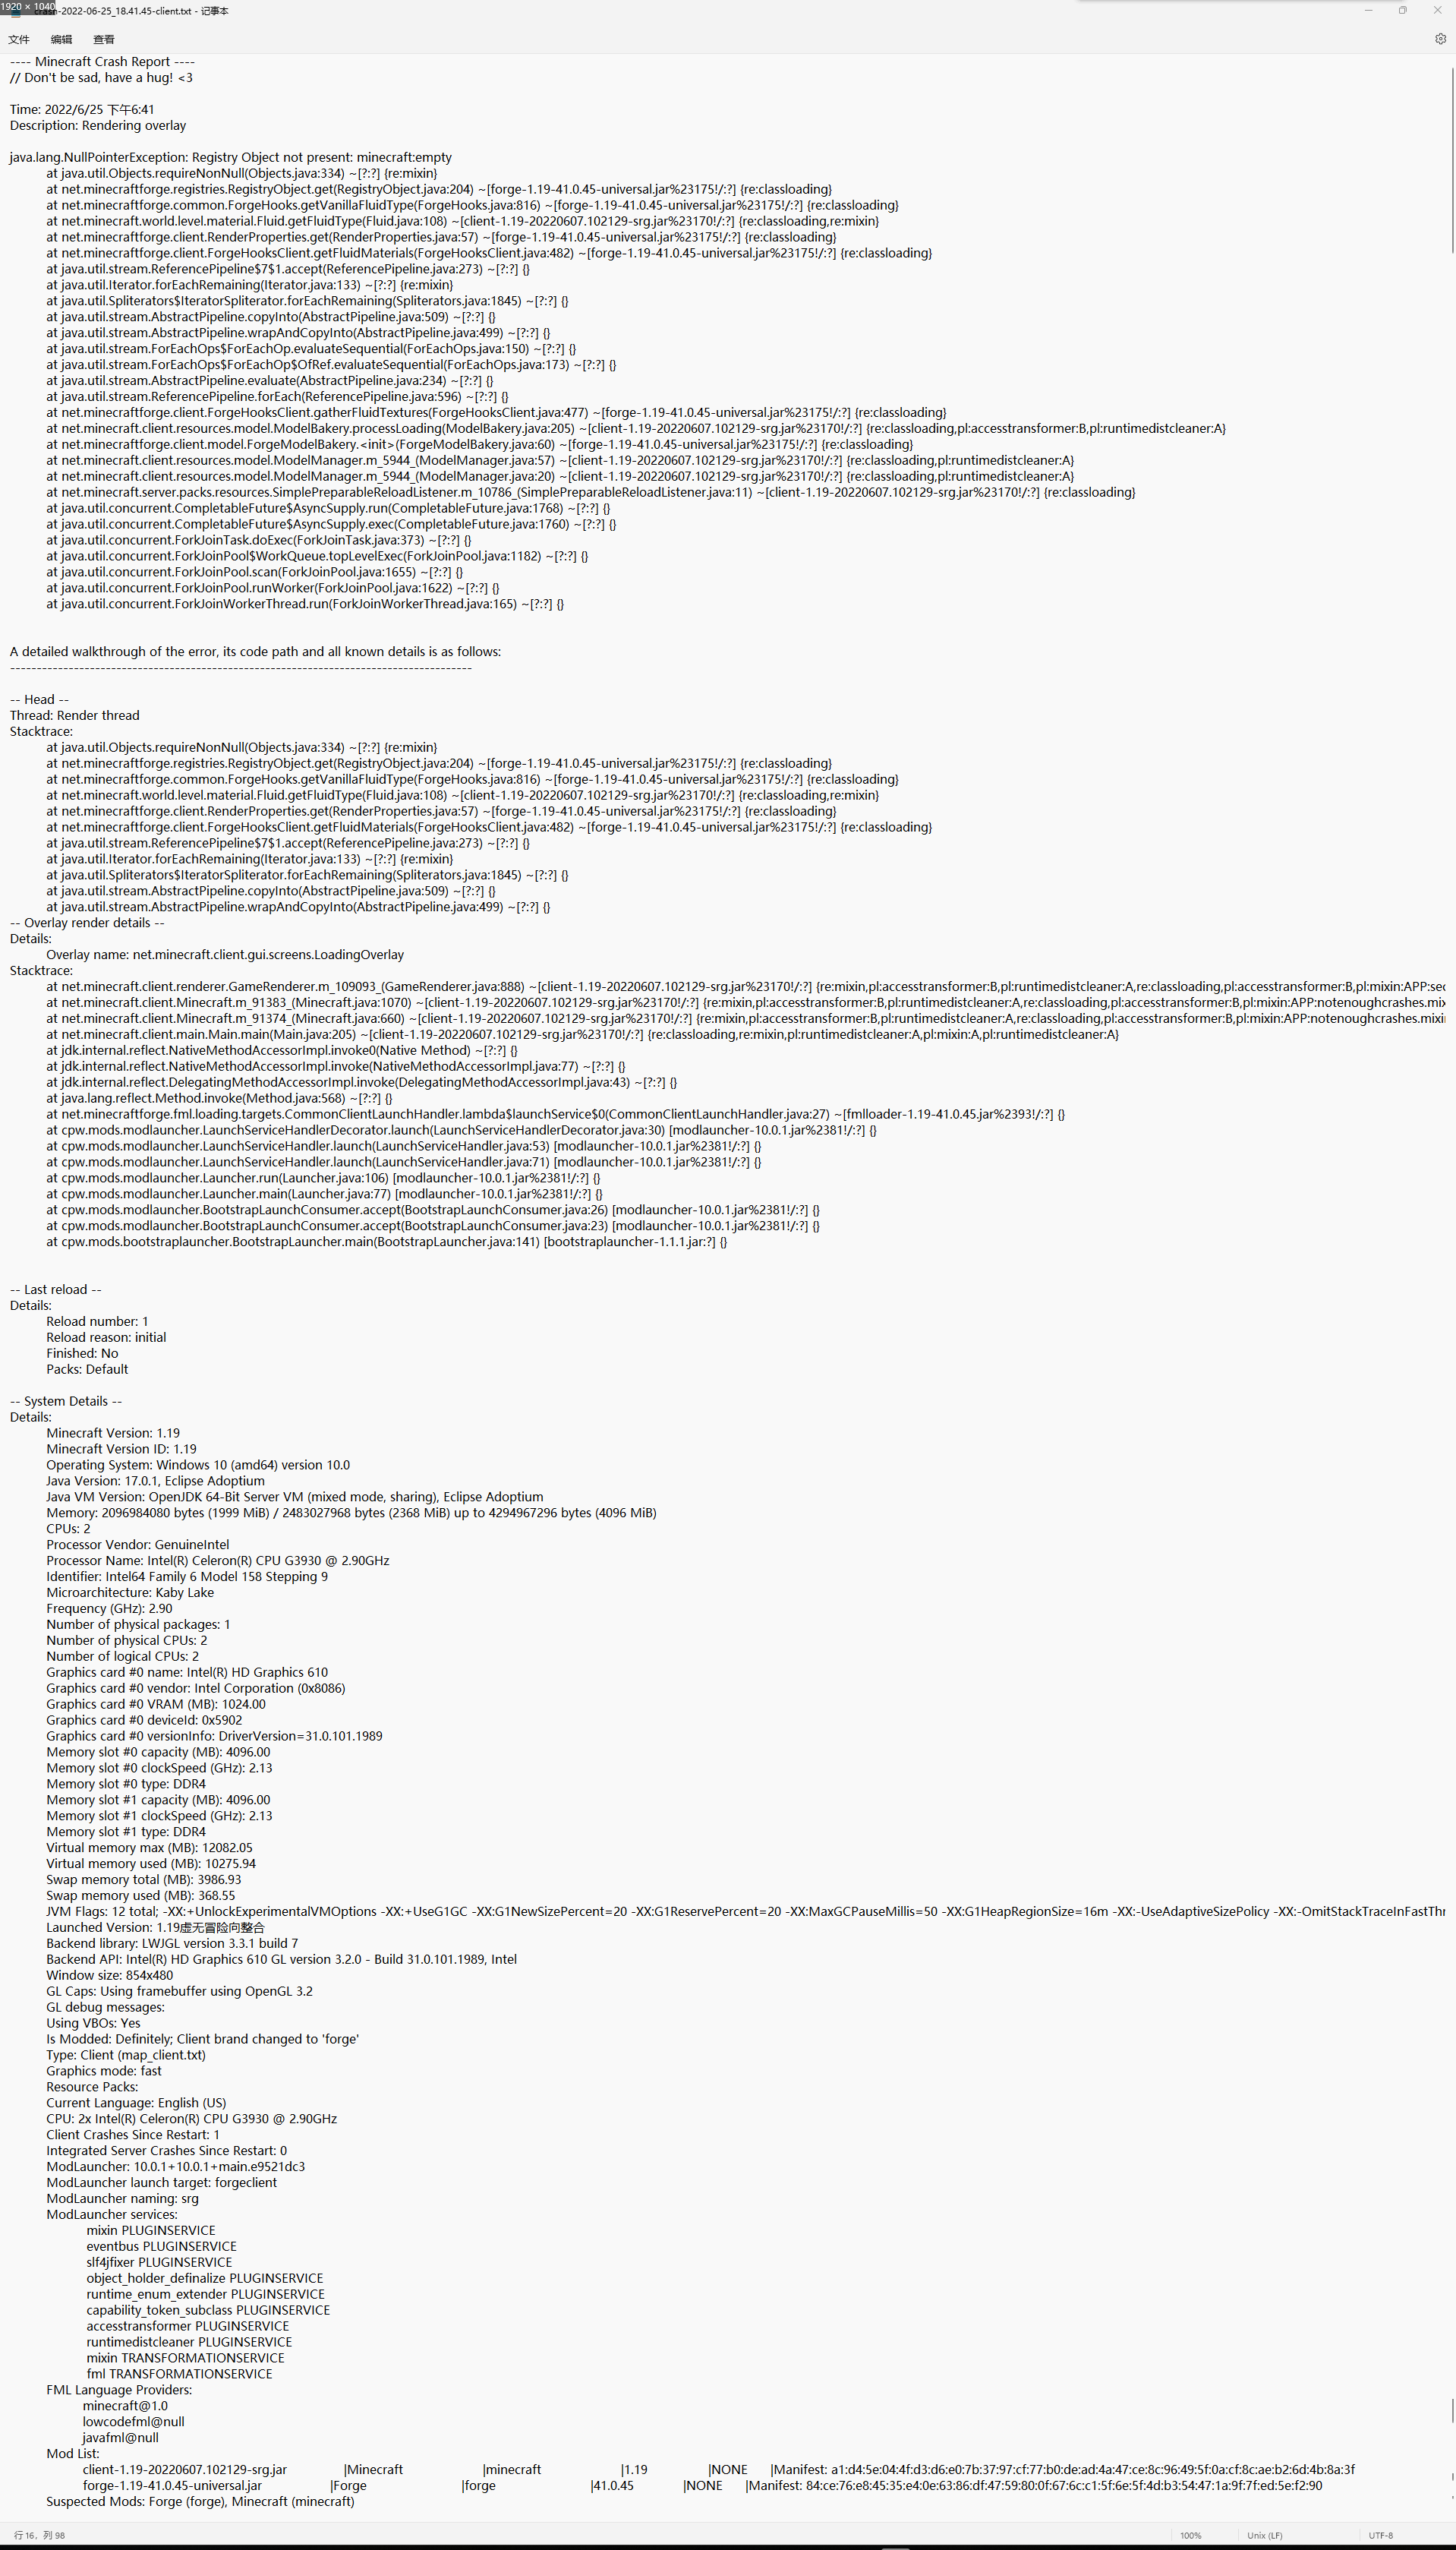 1920 × 1040
crash-2022-06-25_18.41.45-client.txt - 记事本
文件 编辑 查看
---- Minecraft Crash Report ----
// Don't be sad, have a hug! <3
Time: 2022/6/25 下午6:41
Description: Rendering overlay
java.lang.NullPointerException: Registry Object not present: minecraft:empty
at java.util.Objects.requireNonNull(Objects.java:334) ~[?:?] {re:mixin}
at net.minecraftforge.registries.RegistryObject.get(RegistryObject.java:204) ~[forge-1.19-41.0.45-universal.jar%23175!/:?] {re:classloading}
at net.minecraftforge.common.ForgeHooks.getVanillaFluidType(ForgeHooks.java:816) ~[forge-1.19-41.0.45-universal.jar%23175!/:?] {re:classloading}
at net.minecraft.world.level.material.Fluid.getFluidType(Fluid.java:108) ~[client-1.19-20220607.102129-srg.jar%23170!/:?] {re:classloading,re:mixin}
at net.minecraftforge.client.RenderProperties.get(RenderProperties.java:57) ~[forge-1.19-41.0.45-universal.jar%23175!/:?] {re:classloading}
at net.minecraftforge.client.ForgeHooksClient.getFluidMaterials(ForgeHooksClient.java:482) ~[forge-1.19-41.0.45-universal.jar%23175!/:?] {re:classloading}
at java.util.stream.ReferencePipeline$7$1.accept(ReferencePipeline.java:273) ~[?:?] {}
at java.util.Iterator.forEachRemaining(Iterator.java:133) ~[?:?] {re:mixin}
at java.util.Spliterators$IteratorSpliterator.forEachRemaining(Spliterators.java:1845) ~[?:?] {}
at java.util.stream.AbstractPipeline.copyInto(AbstractPipeline.java:509) ~[?:?] {}
at java.util.stream.AbstractPipeline.wrapAndCopyInto(AbstractPipeline.java:499) ~[?:?] {}
at java.util.stream.ForEachOps$ForEachOp.evaluateSequential(ForEachOps.java:150) ~[?:?] {}
at java.util.stream.ForEachOps$ForEachOp$OfRef.evaluateSequential(ForEachOps.java:173) ~[?:?] {}
at java.util.stream.AbstractPipeline.evaluate(AbstractPipeline.java:234) ~[?:?] {}
at java.util.stream.ReferencePipeline.forEach(ReferencePipeline.java:596) ~[?:?] {}
at net.minecraftforge.client.ForgeHooksClient.gatherFluidTextures(ForgeHooksClient.java:477) ~[forge-1.19-41.0.45-universal.jar%23175!/:?] {re:classloading}
at net.minecraft.client.resources.model.ModelBakery.processLoading(ModelBakery.java:205) ~[client-1.19-20220607.102129-srg.jar%23170!/:?] {re:classloading,pl:accesstransformer:B,pl:runtimedistcleaner:A}
at net.minecraftforge.client.model.ForgeModelBakery.<init>(ForgeModelBakery.java:60) ~[forge-1.19-41.0.45-universal.jar%23175!/:?] {re:classloading}
at net.minecraft.client.resources.model.ModelManager.m_5944_(ModelManager.java:57) ~[client-1.19-20220607.102129-srg.jar%23170!/:?] {re:classloading,pl:runtimedistcleaner:A}
at net.minecraft.client.resources.model.ModelManager.m_5944_(ModelManager.java:20) ~[client-1.19-20220607.102129-srg.jar%23170!/:?] {re:classloading,pl:runtimedistcleaner:A}
at net.minecraft.server.packs.resources.SimplePreparableReloadListener.m_10786_(SimplePreparableReloadListener.java:11) ~[client-1.19-20220607.102129-srg.jar%23170!/:?] {re:classloading}
at java.util.concurrent.CompletableFuture$AsyncSupply.run(CompletableFuture.java:1768) ~[?:?] {}
at java.util.concurrent.CompletableFuture$AsyncSupply.exec(CompletableFuture.java:1760) ~[?:?] {}
at java.util.concurrent.ForkJoinTask.doExec(ForkJoinTask.java:373) ~[?:?] {}
at java.util.concurrent.ForkJoinPool$WorkQueue.topLevelExec(ForkJoinPool.java:1182) ~[?:?] {}
at java.util.concurrent.ForkJoinPool.scan(ForkJoinPool.java:1655) ~[?:?] {}
at java.util.concurrent.ForkJoinPool.runWorker(ForkJoinPool.java:1622) ~[?:?] {}
at java.util.concurrent.ForkJoinWorkerThread.run(ForkJoinWorkerThread.java:165) ~[?:?] {}
A detailed walkthrough of the error, its code path and all known details is as follows:
---------------------------------------------------------------------------------------
-- Head --
Thread: Render thread
Stacktrace:
at java.util.Objects.requireNonNull(Objects.java:334) ~[?:?] {re:mixin}
at net.minecraftforge.registries.RegistryObject.get(RegistryObject.java:204) ~[forge-1.19-41.0.45-universal.jar%23175!/:?] {re:classloading}
at net.minecraftforge.common.ForgeHooks.getVanillaFluidType(ForgeHooks.java:816) ~[forge-1.19-41.0.45-universal.jar%23175!/:?] {re:classloading}
at net.minecraft.world.level.material.Fluid.getFluidType(Fluid.java:108) ~[client-1.19-20220607.102129-srg.jar%23170!/:?] {re:classloading,re:mixin}
at net.minecraftforge.client.RenderProperties.get(RenderProperties.java:57) ~[forge-1.19-41.0.45-universal.jar%23175!/:?] {re:classloading}
at net.minecraftforge.client.ForgeHooksClient.getFluidMaterials(ForgeHooksClient.java:482) ~[forge-1.19-41.0.45-universal.jar%23175!/:?] {re:classloading}
at java.util.stream.ReferencePipeline$7$1.accept(ReferencePipeline.java:273) ~[?:?] {}
at java.util.Iterator.forEachRemaining(Iterator.java:133) ~[?:?] {re:mixin}
at java.util.Spliterators$IteratorSpliterator.forEachRemaining(Spliterators.java:1845) ~[?:?] {}
at java.util.stream.AbstractPipeline.copyInto(AbstractPipeline.java:509) ~[?:?] {}
at java.util.stream.AbstractPipeline.wrapAndCopyInto(AbstractPipeline.java:499) ~[?:?] {}
-- Overlay render details --
Details:
Overlay name: net.minecraft.client.gui.screens.LoadingOverlay
Stacktrace:
at net.minecraft.client.renderer.GameRenderer.m_109093_(GameRenderer.java:888) ~[client-1.19-20220607.102129-srg.jar%23170!/:?] {re:mixin,pl:accesstransformer:B,pl:runtimedistcleaner:A,re:classloading,pl:accesstransformer:B,pl:mixin:APP:sec
at net.minecraft.client.Minecraft.m_91383_(Minecraft.java:1070) ~[client-1.19-20220607.102129-srg.jar%23170!/:?] {re:mixin,pl:accesstransformer:B,pl:runtimedistcleaner:A,re:classloading,pl:accesstransformer:B,pl:mixin:APP:notenoughcrashes.mix
at net.minecraft.client.Minecraft.m_91374_(Minecraft.java:660) ~[client-1.19-20220607.102129-srg.jar%23170!/:?] {re:mixin,pl:accesstransformer:B,pl:runtimedistcleaner:A,re:classloading,pl:accesstransformer:B,pl:mixin:APP:notenoughcrashes.mixi
at net.minecraft.client.main.Main.main(Main.java:205) ~[client-1.19-20220607.102129-srg.jar%23170!/:?] {re:classloading,re:mixin,pl:runtimedistcleaner:A,pl:mixin:A,pl:runtimedistcleaner:A}
at jdk.internal.reflect.NativeMethodAccessorImpl.invoke0(Native Method) ~[?:?] {}
at jdk.internal.reflect.NativeMethodAccessorImpl.invoke(NativeMethodAccessorImpl.java:77) ~[?:?] {}
at jdk.internal.reflect.DelegatingMethodAccessorImpl.invoke(DelegatingMethodAccessorImpl.java:43) ~[?:?] {}
at java.lang.reflect.Method.invoke(Method.java:568) ~[?:?] {}
at net.minecraftforge.fml.loading.targets.CommonClientLaunchHandler.lambda$launchService$0(CommonClientLaunchHandler.java:27) ~[fmlloader-1.19-41.0.45.jar%2393!/:?] {}
at cpw.mods.modlauncher.LaunchServiceHandlerDecorator.launch(LaunchServiceHandlerDecorator.java:30) [modlauncher-10.0.1.jar%2381!/:?] {}
at cpw.mods.modlauncher.LaunchServiceHandler.launch(LaunchServiceHandler.java:53) [modlauncher-10.0.1.jar%2381!/:?] {}
at cpw.mods.modlauncher.LaunchServiceHandler.launch(LaunchServiceHandler.java:71) [modlauncher-10.0.1.jar%2381!/:?] {}
at cpw.mods.modlauncher.Launcher.run(Launcher.java:106) [modlauncher-10.0.1.jar%2381!/:?] {}
at cpw.mods.modlauncher.Launcher.main(Launcher.java:77) [modlauncher-10.0.1.jar%2381!/:?] {}
at cpw.mods.modlauncher.BootstrapLaunchConsumer.accept(BootstrapLaunchConsumer.java:26) [modlauncher-10.0.1.jar%2381!/:?] {}
at cpw.mods.modlauncher.BootstrapLaunchConsumer.accept(BootstrapLaunchConsumer.java:23) [modlauncher-10.0.1.jar%2381!/:?] {}
at cpw.mods.bootstraplauncher.BootstrapLauncher.main(BootstrapLauncher.java:141) [bootstraplauncher-1.1.1.jar:?] {}
-- Last reload --
Details:
Reload number: 1
Reload reason: initial
Finished: No
Packs: Default
-- System Details --
Details:
Minecraft Version: 1.19
Minecraft Version ID: 1.19
Operating System: Windows 10 (amd64) version 10.0
Java Version: 17.0.1, Eclipse Adoptium
Java VM Version: OpenJDK 64-Bit Server VM (mixed mode, sharing), Eclipse Adoptium
Memory: 2096984080 bytes (1999 MiB) / 2483027968 bytes (2368 MiB) up to 4294967296 bytes (4096 MiB)
CPUs: 2
Processor Vendor: GenuineIntel
Processor Name: Intel(R) Celeron(R) CPU G3930 @ 2.90GHz
Identifier: Intel64 Family 6 Model 158 Stepping 9
Microarchitecture: Kaby Lake
Frequency (GHz): 2.90
Number of physical packages: 1
Number of physical CPUs: 2
Number of logical CPUs: 2
Graphics card #0 name: Intel(R) HD Graphics 610
Graphics card #0 vendor: Intel Corporation (0x8086)
Graphics card #0 VRAM (MB): 1024.00
Graphics card #0 deviceId: 0x5902
Graphics card #0 versionInfo: DriverVersion=31.0.101.1989
Memory slot #0 capacity (MB): 4096.00
Memory slot #0 clockSpeed (GHz): 2.13
Memory slot #0 type: DDR4
Memory slot #1 capacity (MB): 4096.00
Memory slot #1 clockSpeed (GHz): 2.13
Memory slot #1 type: DDR4
Virtual memory max (MB): 12082.05
Virtual memory used (MB): 10275.94
Swap memory total (MB): 3986.93
Swap memory used (MB): 368.55
JVM Flags: 12 total; -XX:+UnlockExperimentalVMOptions -XX:+UseG1GC -XX:G1NewSizePercent=20 -XX:G1ReservePercent=20 -XX:MaxGCPauseMillis=50 -XX:G1HeapRegionSize=16m -XX:-UseAdaptiveSizePolicy -XX:-OmitStackTraceInFastThr
Launched Version: 1.19虚无冒险向整合
Backend library: LWJGL version 3.3.1 build 7
Backend API: Intel(R) HD Graphics 610 GL version 3.2.0 - Build 31.0.101.1989, Intel
Window size: 854x480
GL Caps: Using framebuffer using OpenGL 3.2
GL debug messages:
Using VBOs: Yes
Is Modded: Definitely; Client brand changed to 'forge'
Type: Client (map_client.txt)
Graphics mode: fast
Resource Packs:
Current Language: English (US)
CPU: 2x Intel(R) Celeron(R) CPU G3930 @ 2.90GHz
Client Crashes Since Restart: 1
Integrated Server Crashes Since Restart: 0
ModLauncher: 10.0.1+10.0.1+main.e9521dc3
ModLauncher launch target: forgeclient
ModLauncher naming: srg
ModLauncher services:
mixin PLUGINSERVICE
eventbus PLUGINSERVICE
slf4jfixer PLUGINSERVICE
object_holder_definalize PLUGINSERVICE
runtime_enum_extender PLUGINSERVICE
capability_token_subclass PLUGINSERVICE
accesstransformer PLUGINSERVICE
runtimedistcleaner PLUGINSERVICE
mixin TRANSFORMATIONSERVICE
fml TRANSFORMATIONSERVICE
FML Language Providers:
minecraft@1.0
lowcodefml@null
javafml@null
Mod List:
client-1.19-20220607.102129-srg.jar |Minecraft |minecraft |1.19 |NONE |Manifest: a1:d4:5e:04:4f:d3:d6:e0:7b:37:97:cf:77:b0:de:ad:4a:47:ce:8c:96:49:5f:0a:cf:8c:ae:b2:6d:4b:8a:3f
forge-1.19-41.0.45-universal.jar |Forge |forge |41.0.45 |NONE |Manifest: 84:ce:76:e8:45:35:e4:0e:63:86:df:47:59:80:0f:67:6c:c1:5f:6e:5f:4d:b3:54:47:1a:9f:7f:ed:5e:f2:90
Suspected Mods: Forge (forge), Minecraft (minecraft)
行 16，列 98 100% Unix (LF) UTF-8